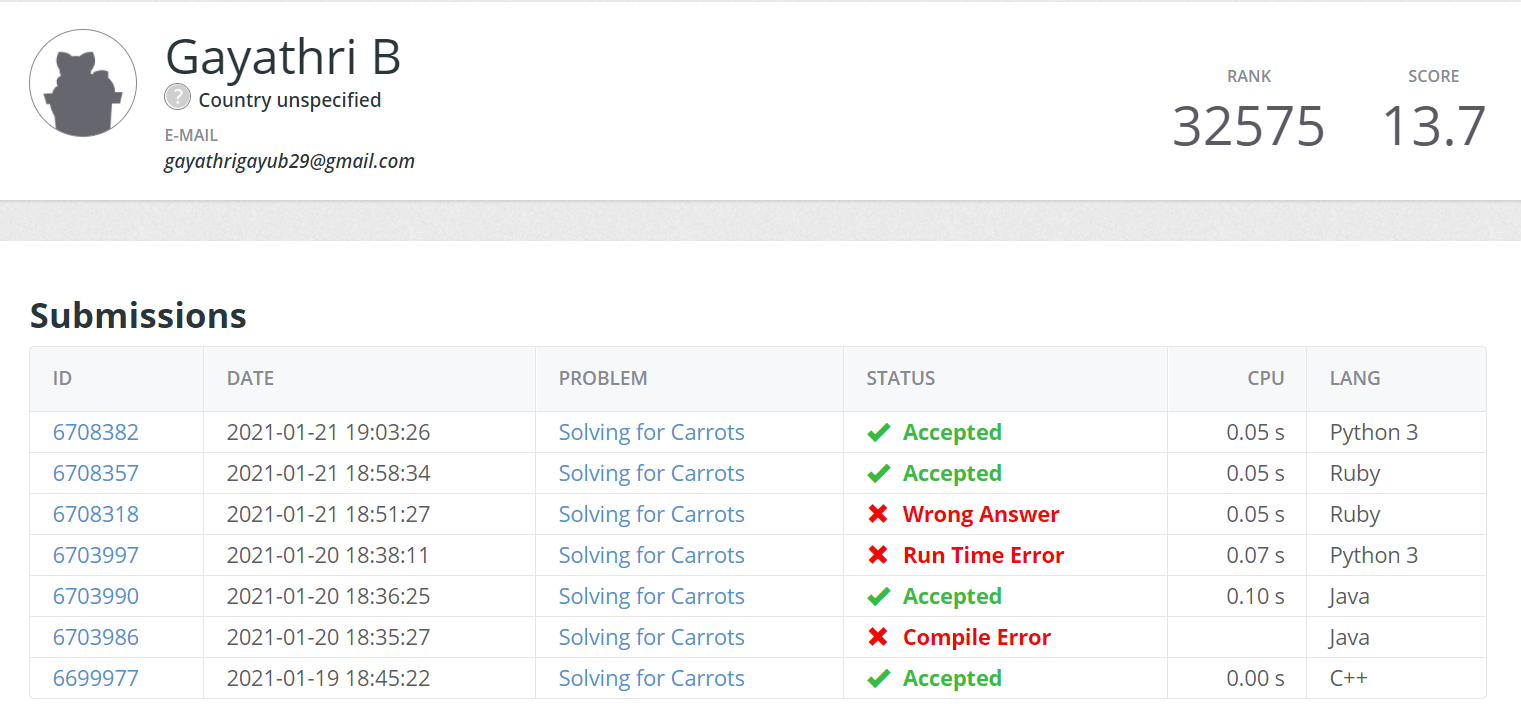 Gayathri B
? Country unspecified
E-MAIL
gayathrigayub29@gmail.com
RANK SCORE
32575 13.7
Submissions
ID DATE PROBLEM STATUS CPU LANG
6708382 2021-01-21 19:03:26 Solving for Carrots Accepted 0.05 s Python 3
6708357 2021-01-21 18:58:34 Solving for Carrots Accepted 0.05 s Ruby
6708318 2021-01-21 18:51:27 Solving for Carrots Wrong Answer 0.05 s Ruby
6703997 2021-01-20 18:38:11 Solving for Carrots Run Time Error 0.07 s Python 3
6703990 2021-01-20 18:36:25 Solving for Carrots Accepted 0.10 s Java
6703986 2021-01-20 18:35:27 Solving for Carrots Compile Error Java
6699977 2021-01-19 18:45:22 Solving for Carrots Accepted 0.00 s C++